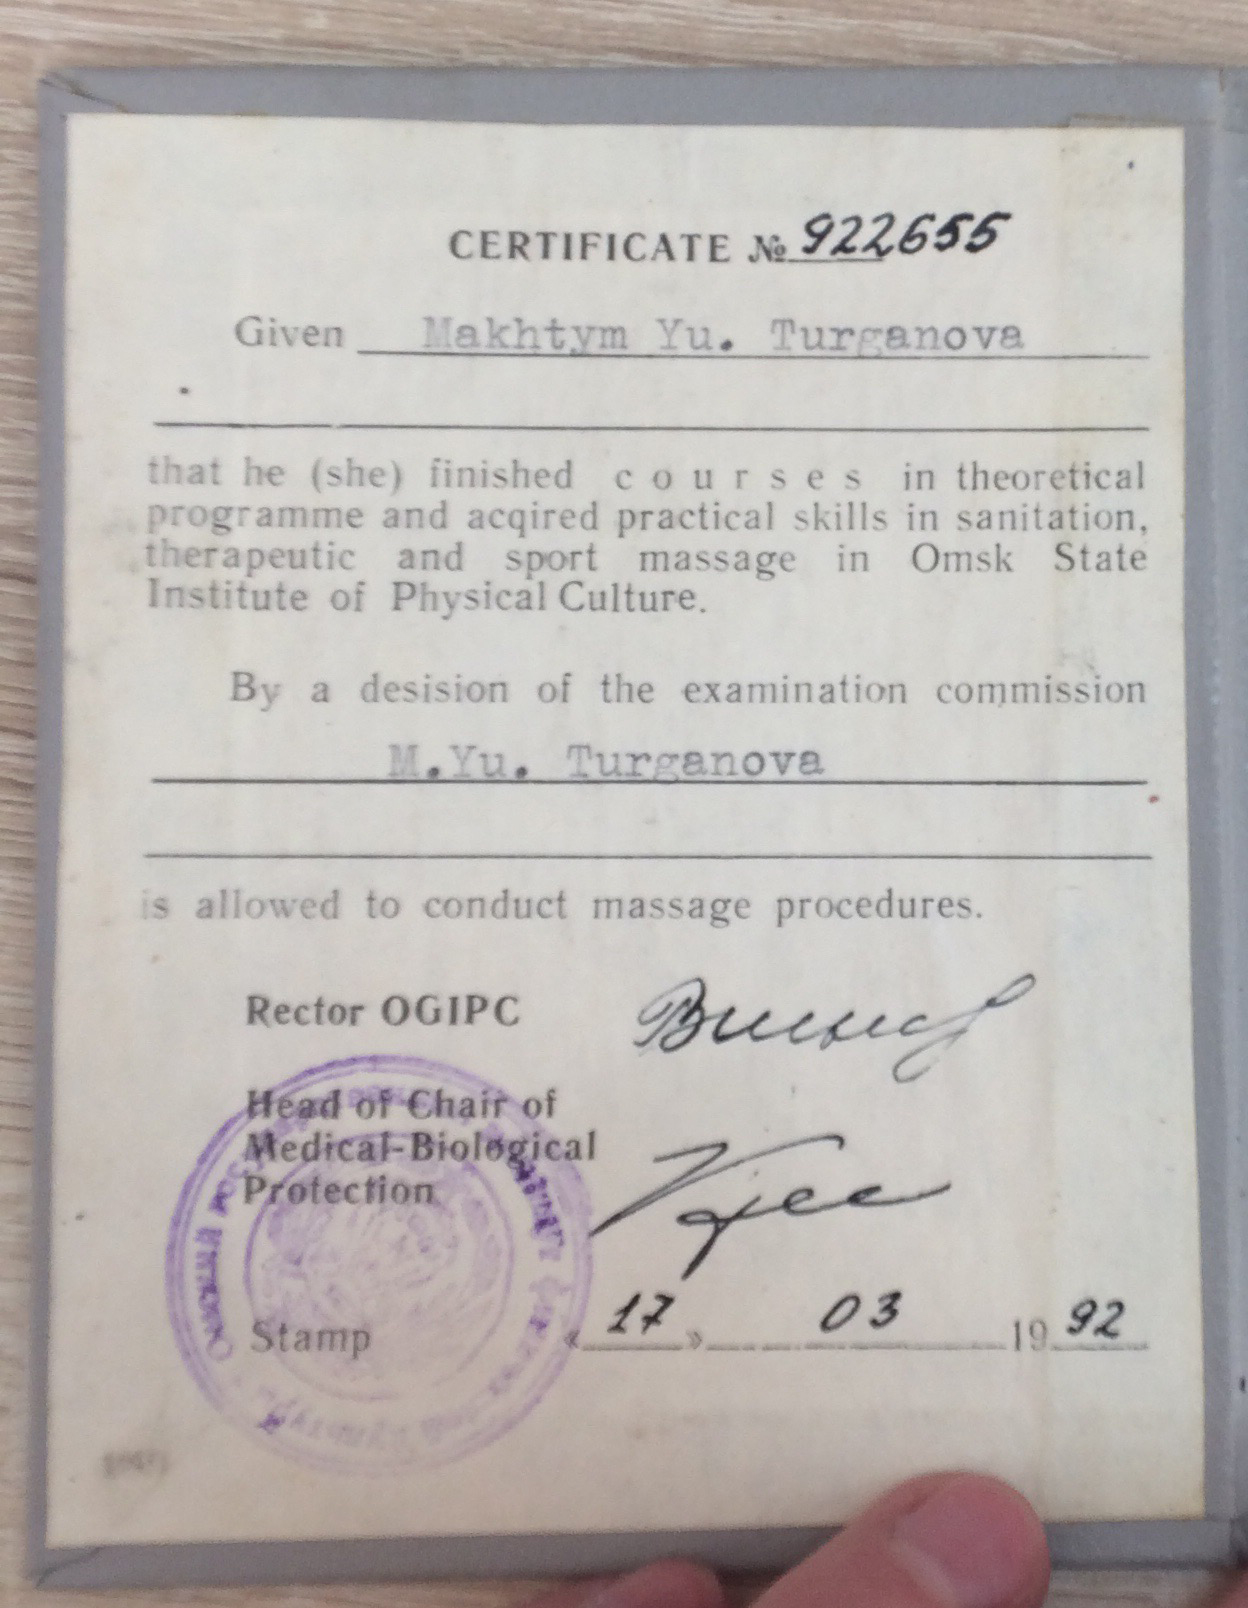 CERTIFICATE № 922655
Given Makhtym Yu. Turganova
that he (she) finished courses in theoretical
programme and acqired practical skills in sanitation,
therapeutic and sport massage in Omsk State
Institute of Physical Culture.
By a desision of the examination commission
M.Yu. Turganova
is allowed to conduct massage procedures.
Rector OGIPC
Head of Chair of
Medical-Biological
Protection
Stamp « 17 » 03 19 92